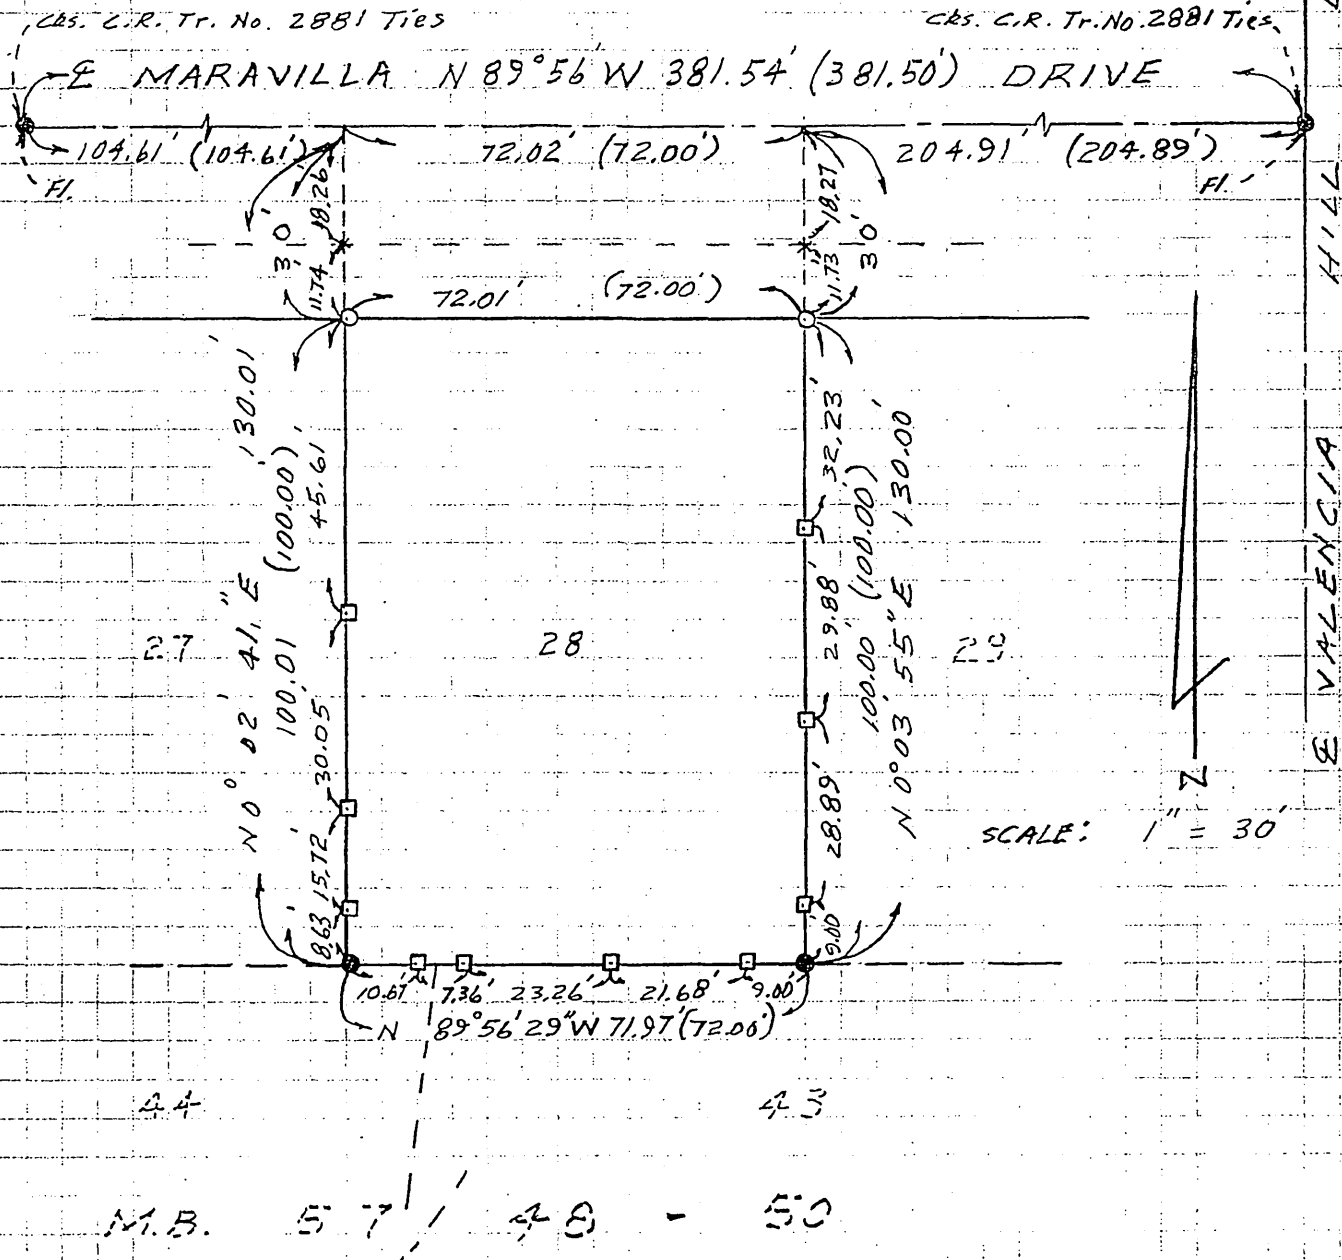 Cks. C.R. Tr. No. 2881 Ties
Cks. C.R. Tr. No. 2881 Ties
℄ MARAVILLA N 89°56' W 381.54' (381.50') DRIVE
104.61' (104.61')
72.02' (72.00')
204.91' (204.89')
Fl.
Fl.
18.26'
30'
11.74'
18.27'
30'
11.73'
72.01' (72.00')
HILL
℄ VALENCIA
N 0° 02' 41" E 130.01'
100.01' (100.00')
45.61'
30.05'
15.72'
8.63'
32.23'
29.88'
28.89'
9.00'
100.00' (100.00')
N 0° 03' 55" E 130.00'
27
28
29
N
SCALE: 1" = 30'
10.67' 7.36' 23.26' 21.68' 9.00'
N 89°56'29" W 71.97' (72.00')
44
43
M.B. 57 / 48 - 50